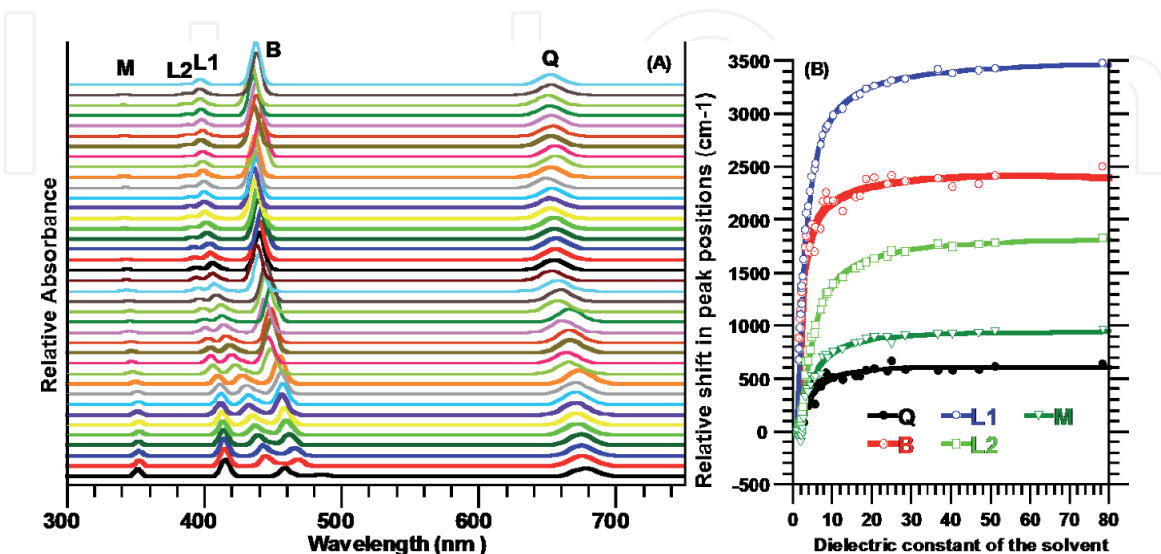 M
L2
L1
B
Q
(A)
Relative Absorbance
300
400
500
600
700
Wavelength (nm )
(B)
Relative shift in peak positions (cm-1)
3500
3000
2500
2000
1500
1000
500
0
-500
Q
L1
M
B
L2
0
10
20
30
40
50
60
70
80
Dielectric constant of the solvent